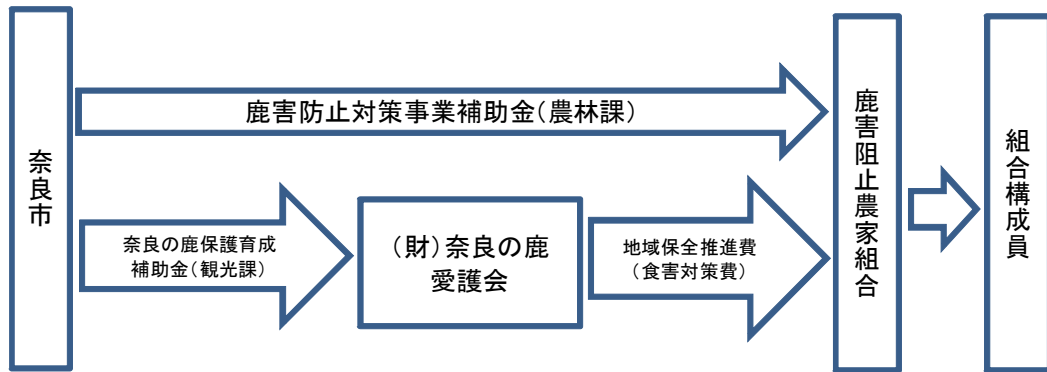 奈良市
鹿害防止対策事業補助金(農林課)
奈良の鹿保護育成
補助金(観光課)
(財)奈良の鹿
愛護会
地域保全推進費
(食害対策費)
鹿害阻止農家組合
組合構成員